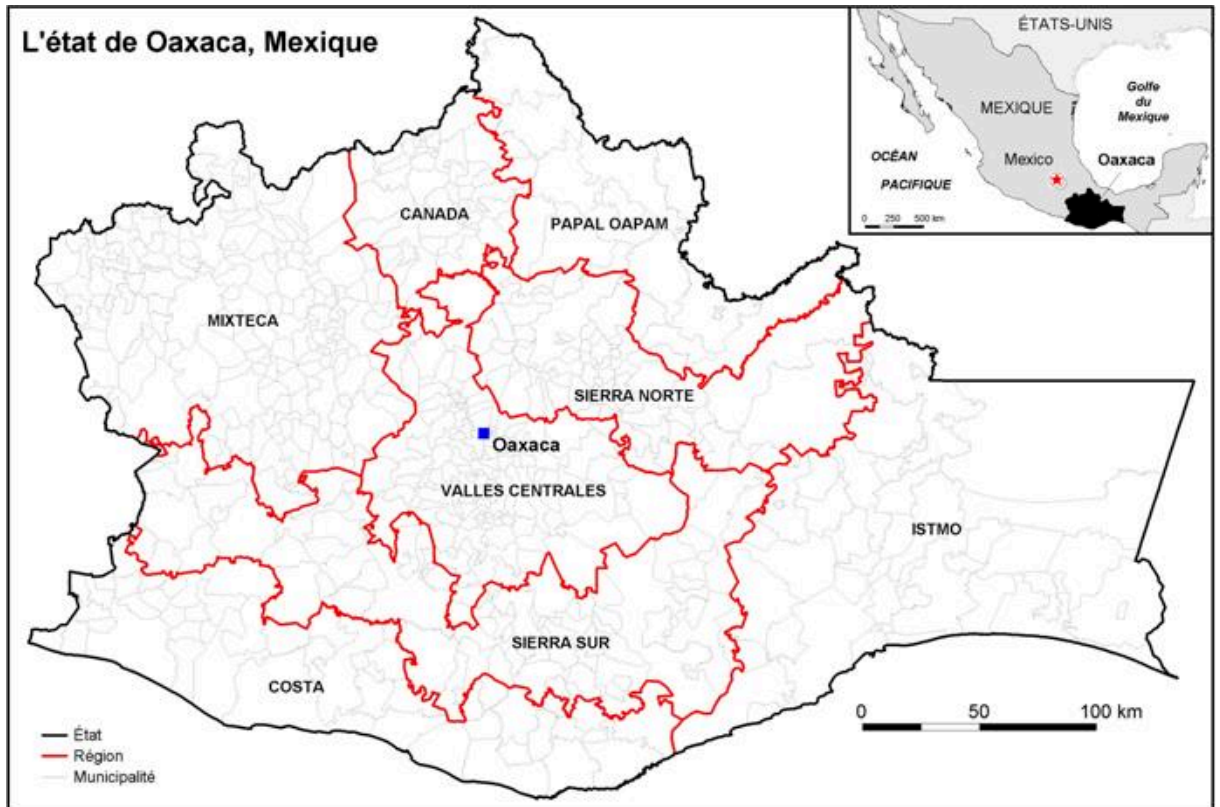 L'état de Oaxaca, Mexique
ÉTATS-UNIS
Golfe
du
Mexique
MEXIQUE
Mexico
Oaxaca
OCÉAN
PACIFIQUE
0 250 500 km
CANADA
PAPAL OAPAM
MIXTECA
SIERRA NORTE
Oaxaca
VALLES CENTRALES
ISTMO
SIERRA SUR
COSTA
0 50 100 km
État
Région
Municipalité